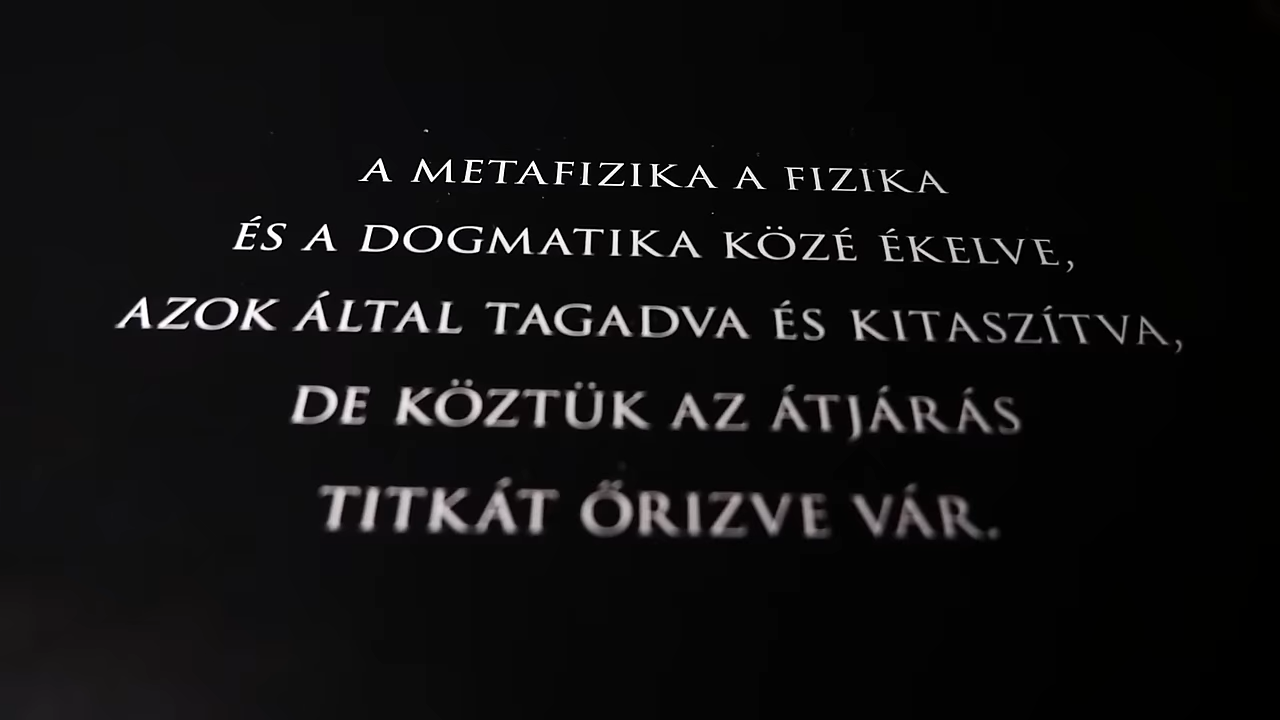 A METAFIZIKA A FIZIKA
ÉS A DOGMATIKA KÖZÉ ÉKELVE,
AZOK ÁLTAL TAGADVA ÉS KITASZÍTVA,
DE KÖZTÜK AZ ÁTJÁRÁS
TITKÁT ŐRIZVE VÁR.